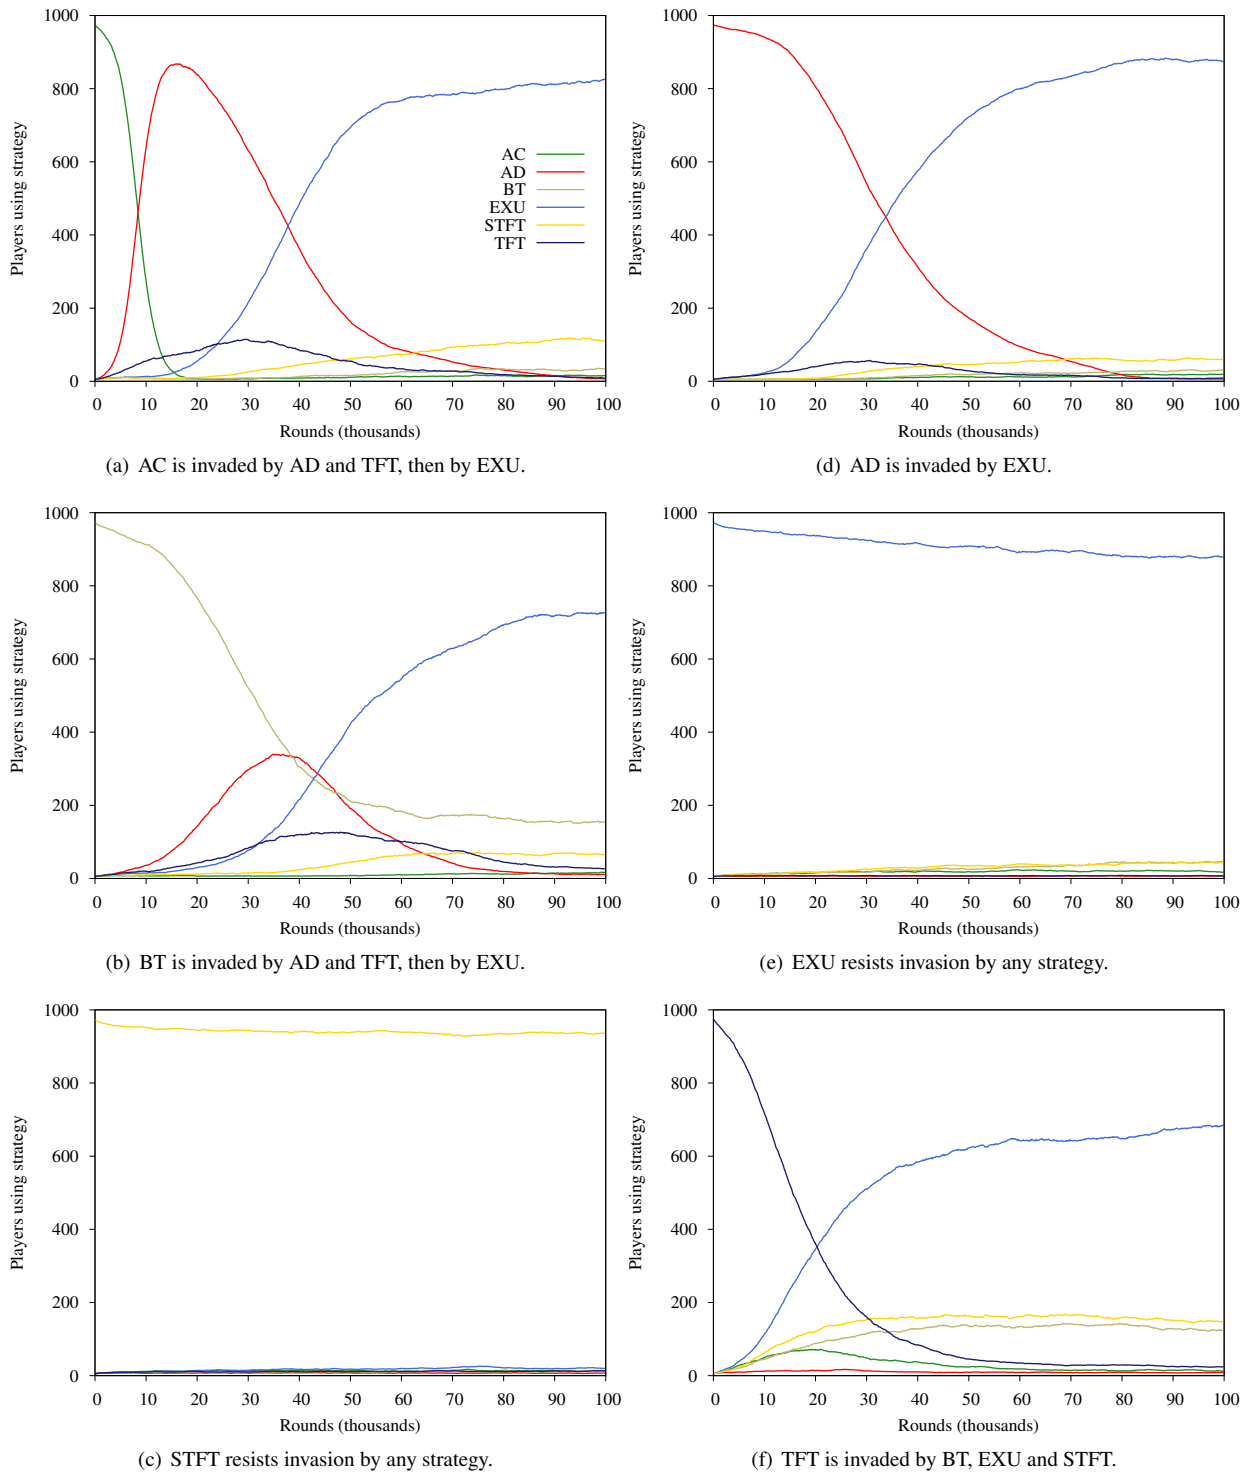 1000
800
600
400
200
0
Players using strategy
AC
AD
BT
EXU
STFT
TFT
0 10 20 30 40 50 60 70 80 90 100
Rounds (thousands)
(a) AC is invaded by AD and TFT, then by EXU.
1000
800
600
400
200
0
Players using strategy
0 10 20 30 40 50 60 70 80 90 100
Rounds (thousands)
(d) AD is invaded by EXU.
1000
800
600
400
200
0
Players using strategy
0 10 20 30 40 50 60 70 80 90 100
Rounds (thousands)
(b) BT is invaded by AD and TFT, then by EXU.
1000
800
600
400
200
0
Players using strategy
0 10 20 30 40 50 60 70 80 90 100
Rounds (thousands)
(e) EXU resists invasion by any strategy.
1000
800
600
400
200
0
Players using strategy
0 10 20 30 40 50 60 70 80 90 100
Rounds (thousands)
(c) STFT resists invasion by any strategy.
1000
800
600
400
200
0
Players using strategy
0 10 20 30 40 50 60 70 80 90 100
Rounds (thousands)
(f) TFT is invaded by BT, EXU and STFT.